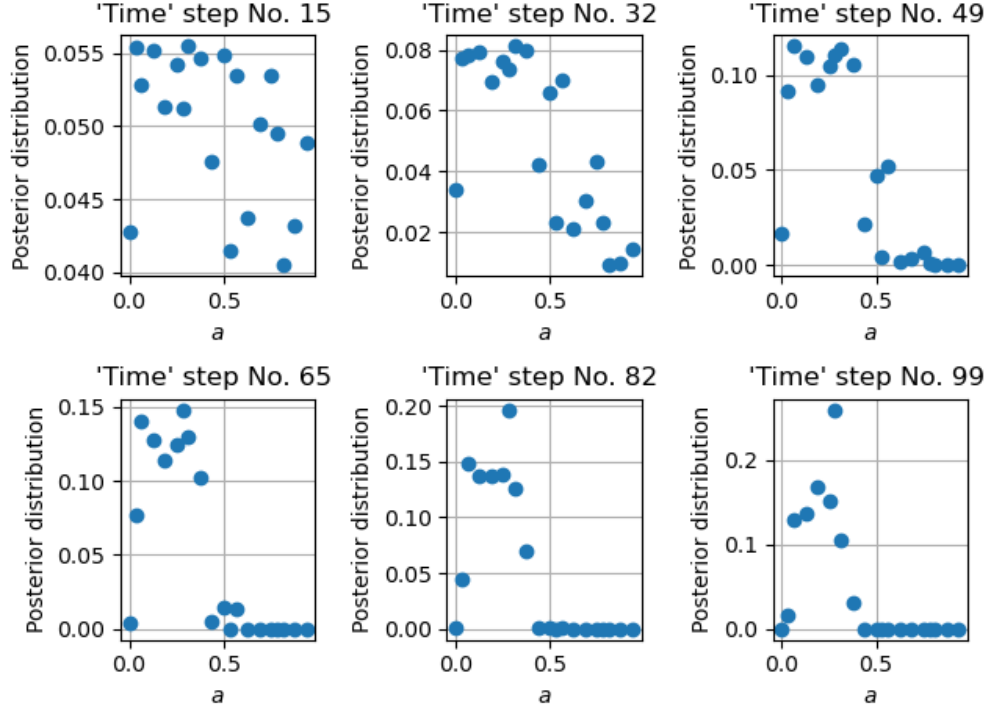 'Time' step No. 15
'Time' step No. 32
'Time' step No. 49
Posterior distribution
0.055
0.050
0.045
0.040
0.0
0.5
a
Posterior distribution
0.08
0.06
0.04
0.02
0.0
0.5
a
Posterior distribution
0.10
0.05
0.00
0.0
0.5
a
'Time' step No. 65
'Time' step No. 82
'Time' step No. 99
Posterior distribution
0.15
0.10
0.05
0.00
0.0
0.5
a
Posterior distribution
0.20
0.15
0.10
0.05
0.00
0.0
0.5
a
Posterior distribution
0.2
0.1
0.0
0.0
0.5
a